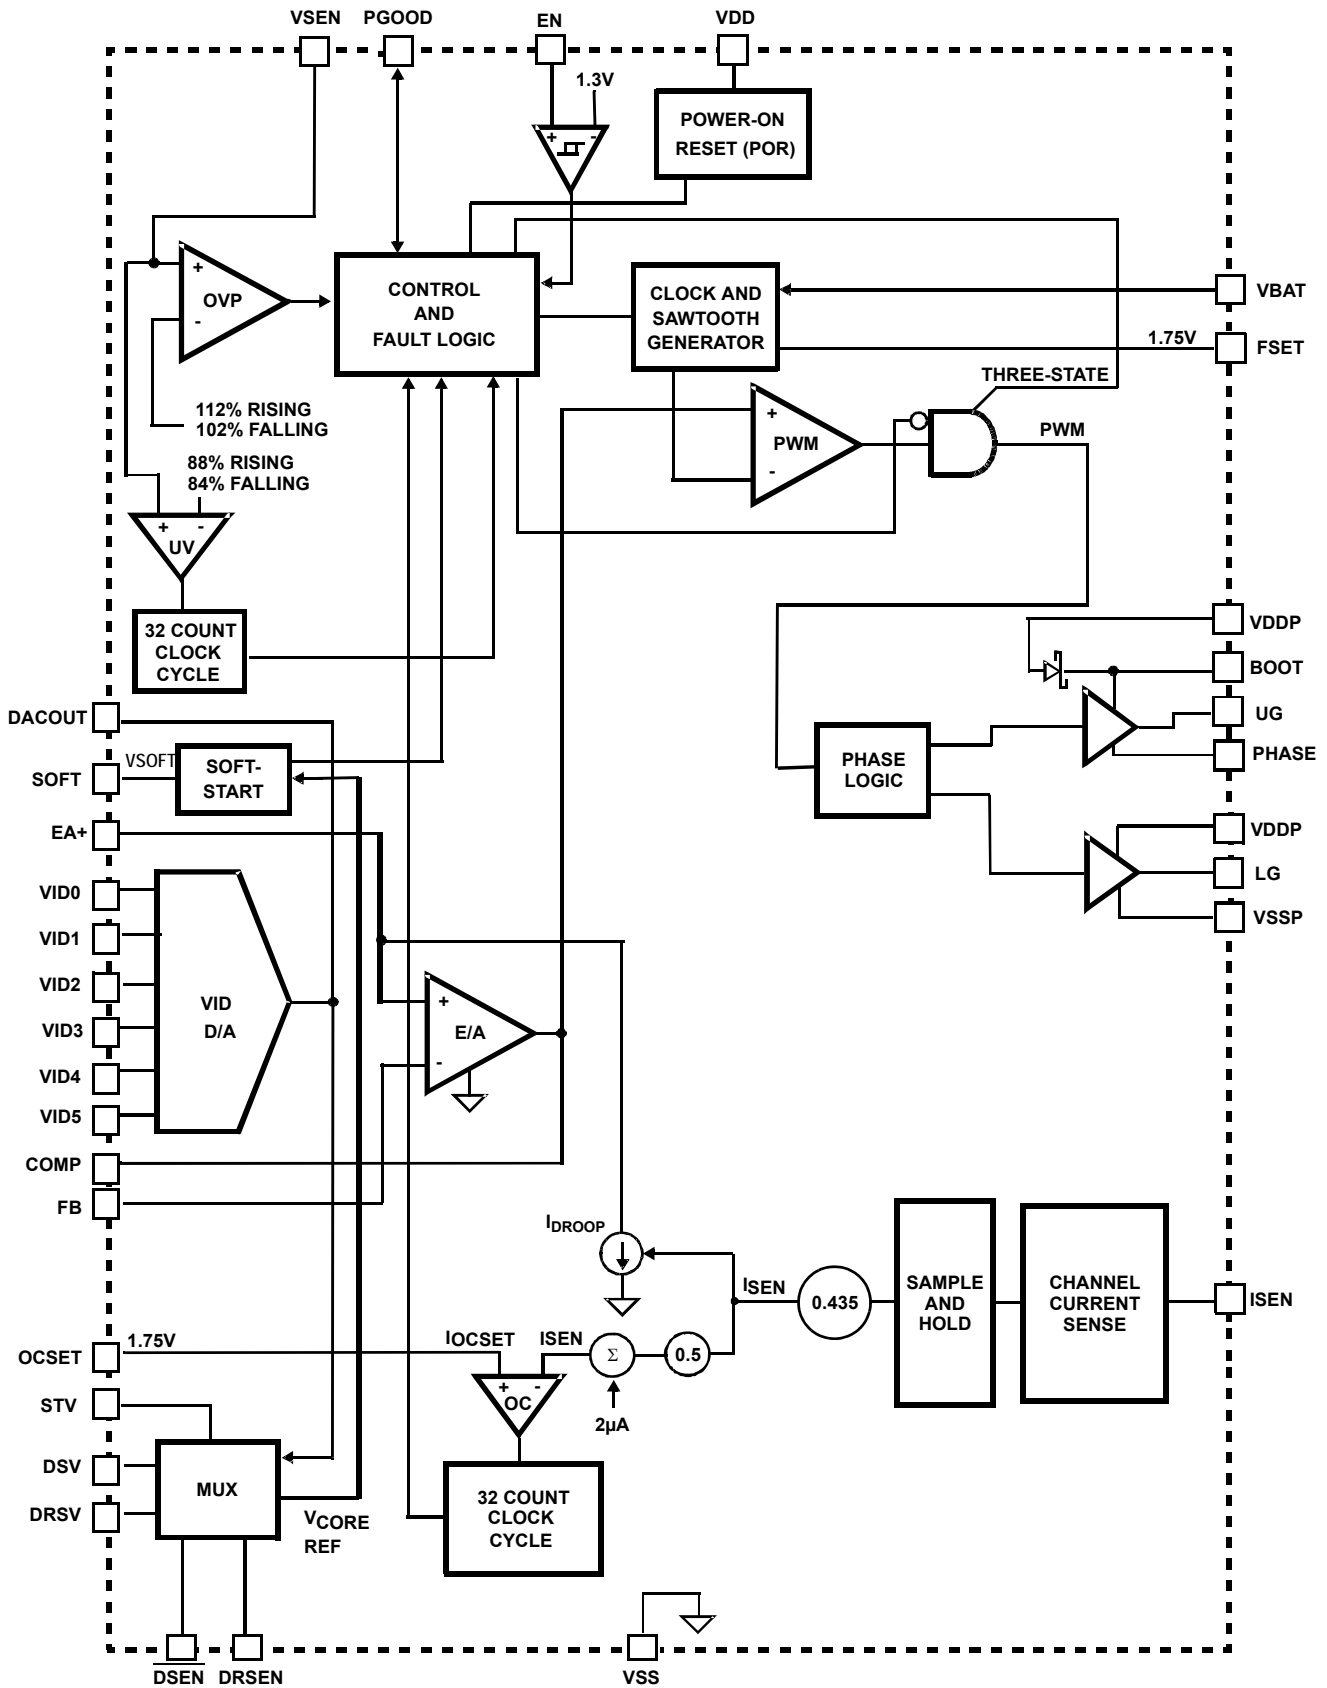 VSEN PGOOD EN VDD
1.3V
POWER-ON
RESET (POR)
+ -
+
OVP
-
CONTROL
AND
FAULT LOGIC
CLOCK AND
SAWTOOTH
GENERATOR
VBAT
1.75V
FSET
THREE-STATE
112% RISING
102% FALLING
+
PWM
-
PWM
88% RISING
84% FALLING
+ -
UV
32 COUNT
CLOCK
CYCLE
VDDP
BOOT
UG
PHASE
DACOUT
VSOFT
SOFT
SOFT-
START
PHASE
LOGIC
EA+
VDDP
LG
VSSP
VID0
VID1
VID2
VID3
VID4
VID5
VID
D/A
+
E/A
-
COMP
FB
IDROOP
ISEN
0.435
SAMPLE
AND
HOLD
CHANNEL
CURRENT
SENSE
ISEN
OCSET
1.75V
IOCSET
ISEN
Σ
0.5
2µA
+ -
OC
STV
DSV
DRSV
MUX
VCORE
REF
32 COUNT
CLOCK
CYCLE
DSEN DRSEN
VSS